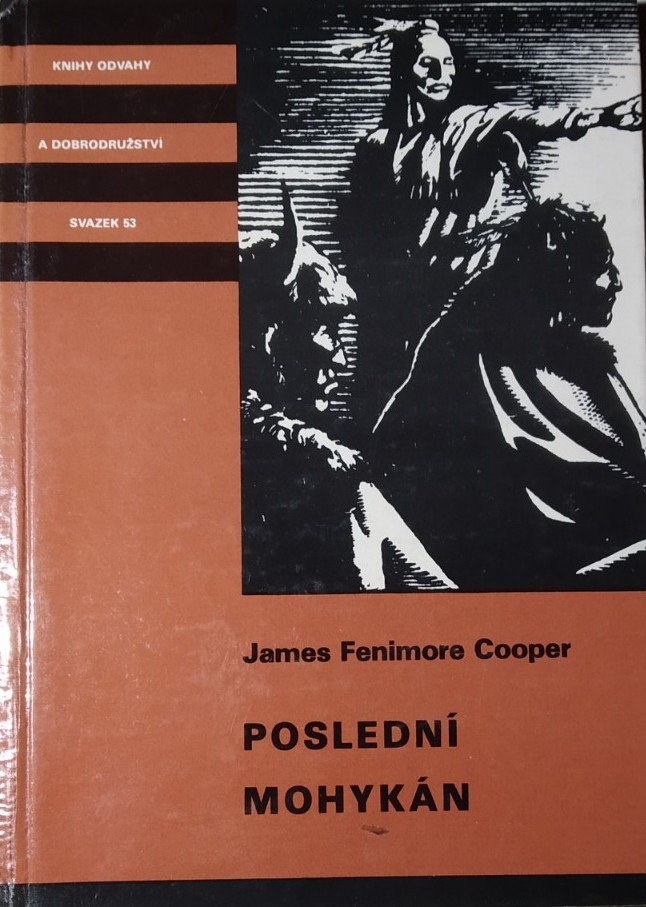 KNIHY ODVAHY
A DOBRODRUŽSTVÍ
SVAZEK 53
James Fenimore Cooper
POSLEDNÍ
MOHYKÁN